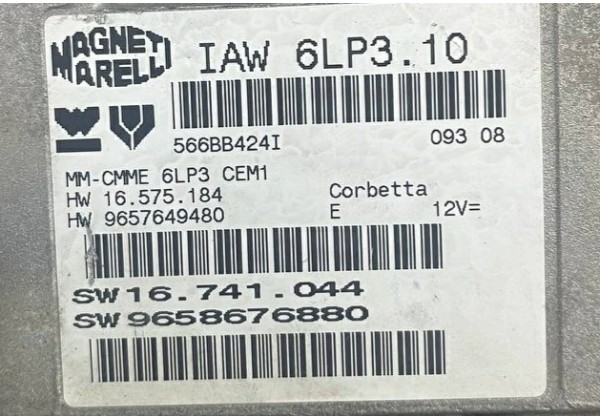 MAGNETI
MARELLI
IAW 6LP3.10
566BB424I
093 08
MM-CMME 6LP3 CEM1
HW 16.575.184
Corbetta
HW 9657649480
E
12V=
SW16.741.044
SW9658676880